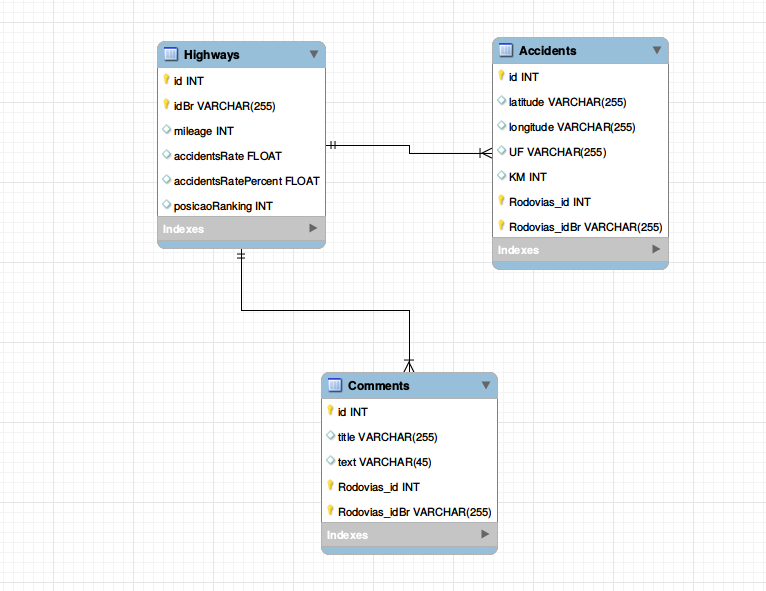 Highways
id INT
idBr VARCHAR(255)
mileage INT
accidentsRate FLOAT
accidentsRatePercent FLOAT
posicaoRanking INT
Indexes
Accidents
id INT
latitude VARCHAR(255)
longitude VARCHAR(255)
UF VARCHAR(255)
KM INT
Rodovias_id INT
Rodovias_idBr VARCHAR(255)
Indexes
Comments
id INT
title VARCHAR(255)
text VARCHAR(45)
Rodovias_id INT
Rodovias_idBr VARCHAR(255)
Indexes